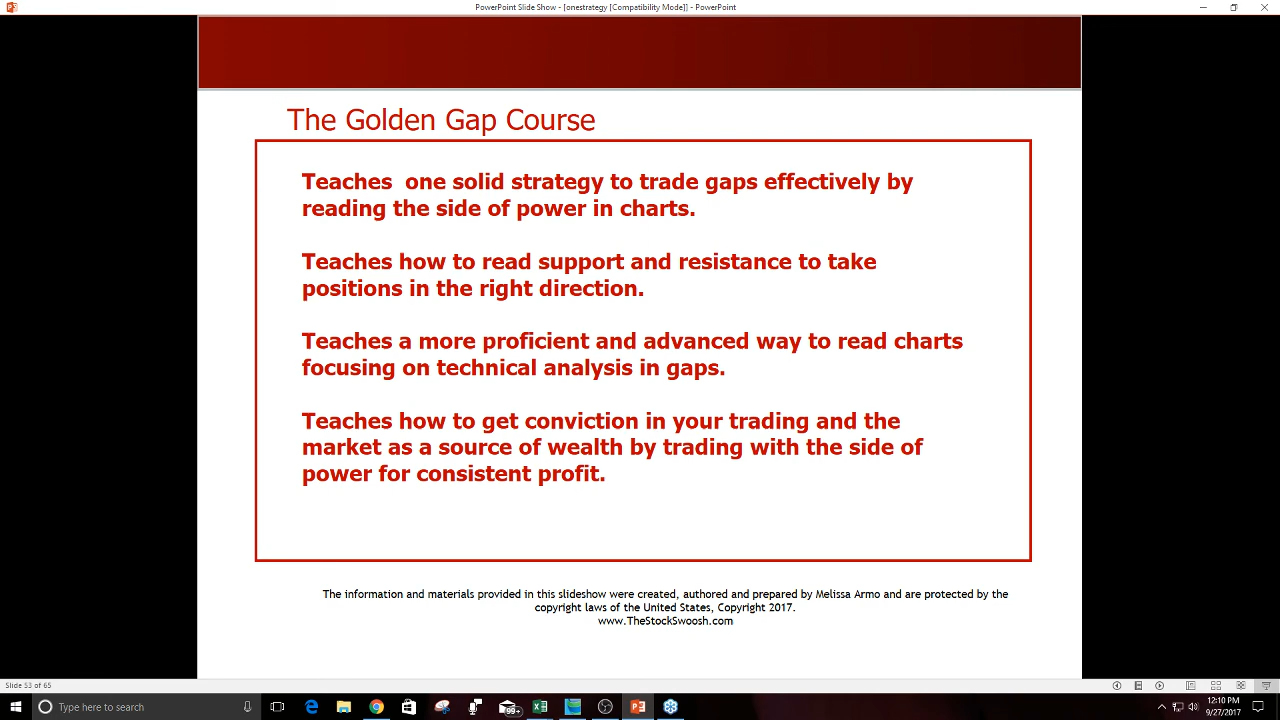 PowerPoint Slide Show - [onestrategy [Compatibility Mode]] - PowerPoint
The Golden Gap Course
Teaches one solid strategy to trade gaps effectively by
reading the side of power in charts.
Teaches how to read support and resistance to take
positions in the right direction.
Teaches a more proficient and advanced way to read charts
focusing on technical analysis in gaps.
Teaches how to get conviction in your trading and the
market as a source of wealth by trading with the side of
power for consistent profit.
The information and materials provided in this slideshow were created, authored and prepared by Melissa Armo and are protected by the
copyright laws of the United States, Copyright 2017.
www.TheStockSwoosh.com
Slide 53 of 65
Type here to search
99+
12:10 PM
9/27/2017